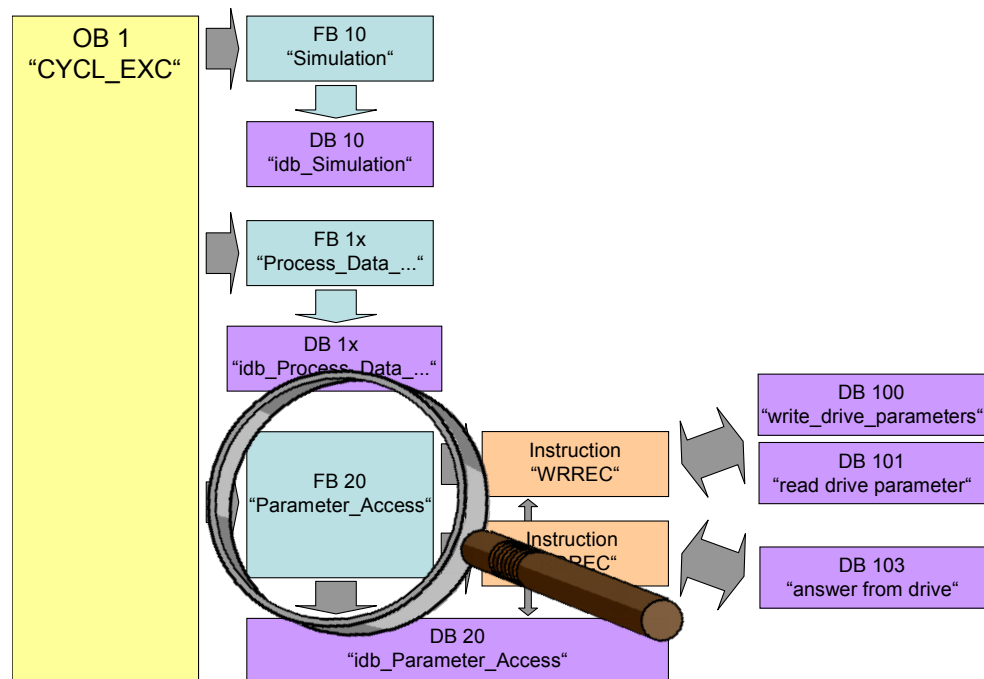 OB 1
“CYCL_EXC“
FB 10
“Simulation“
DB 10
“idb_Simulation“
FB 1x
“Process_Data_...“
DB 1x
“idb_Process_Data_...“
FB 20
“Parameter_Access“
Instruction
“WRREC“
Instruction
DB 100
“write_drive_parameters“
DB 101
“read drive parameter“
DB 103
“answer from drive“
DB 20
“idb_Parameter_Access“